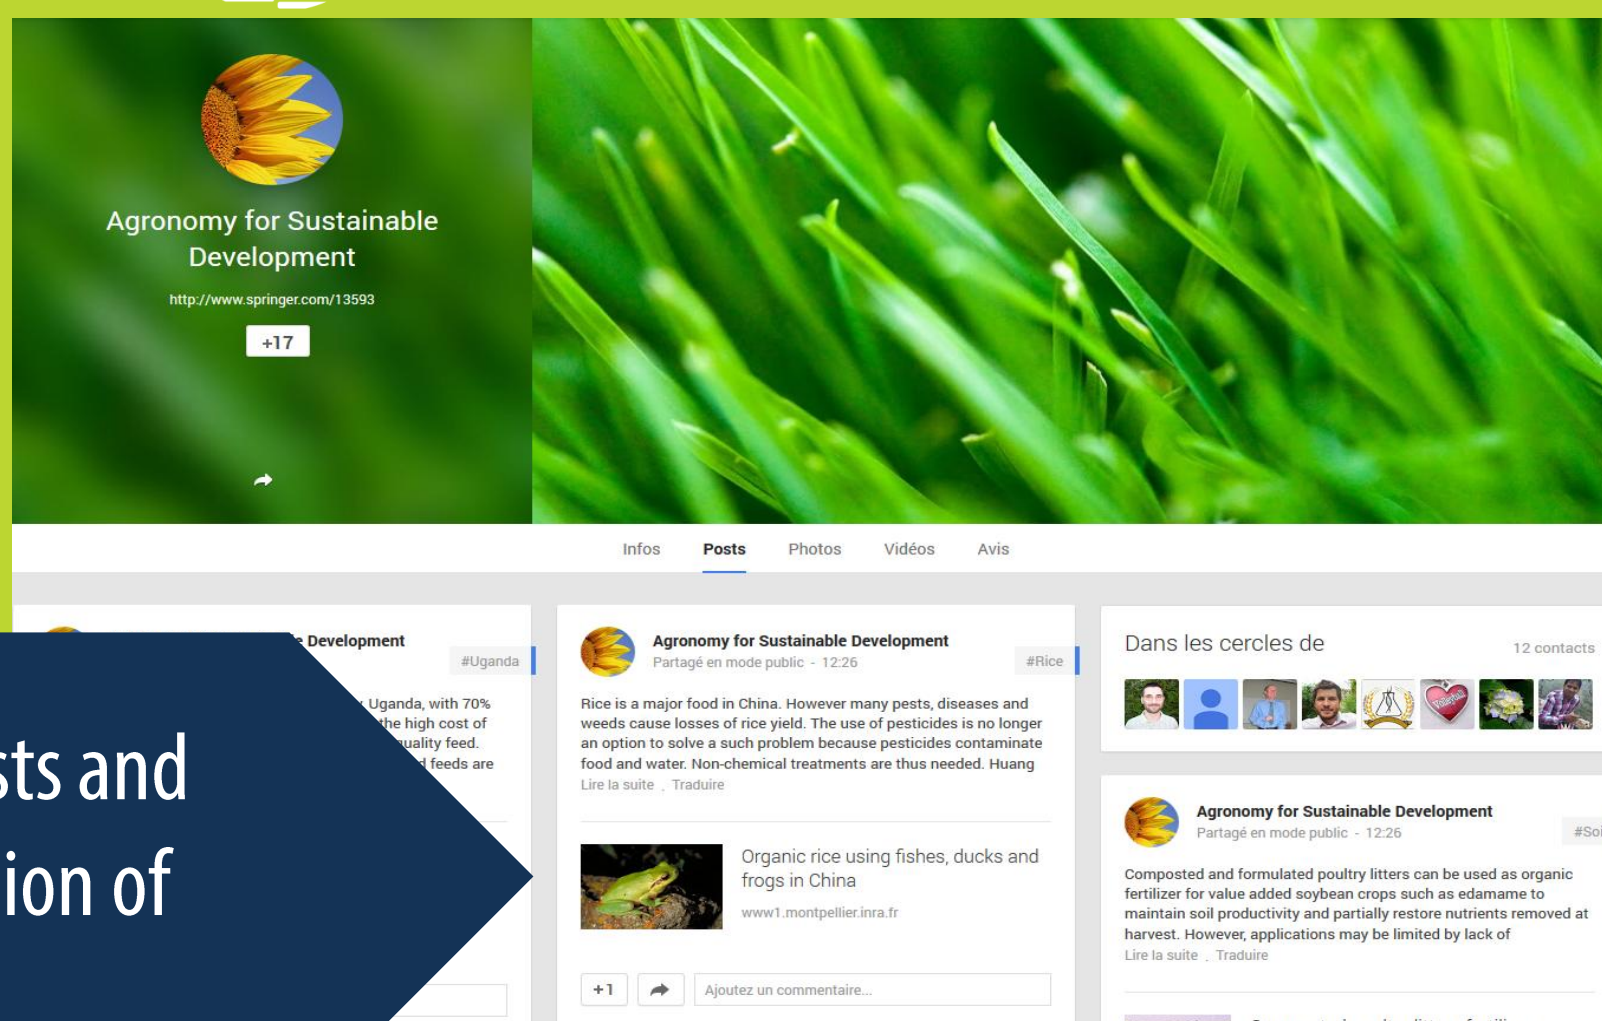 Agronomy for Sustainable
Development
http://www.springer.com/13593
+17
Infos Posts Photos Vidéos Avis
Development
#Uganda
Uganda, with 70%
the high cost of
quality feed.
feeds are
sts and
ion of
Agronomy for Sustainable Development
Partagé en mode public - 12:26
#Rice
Rice is a major food in China. However many pests, diseases and
weeds cause losses of rice yield. The use of pesticides is no longer
an option to solve a such problem because pesticides contaminate
food and water. Non-chemical treatments are thus needed. Huang
Lire la suite . Traduire
Organic rice using fishes, ducks and
frogs in China
www1.montpellier.inra.fr
+1
Ajoutez un commentaire...
Dans les cercles de
12 contacts
Agronomy for Sustainable Development
Partagé en mode public - 12:26
#Soi
Composted and formulated poultry litters can be used as organic
fertilizer for value added soybean crops such as edamame to
maintain soil productivity and partially restore nutrients removed at
harvest. However, applications may be limited by lack of
Lire la suite . Traduire